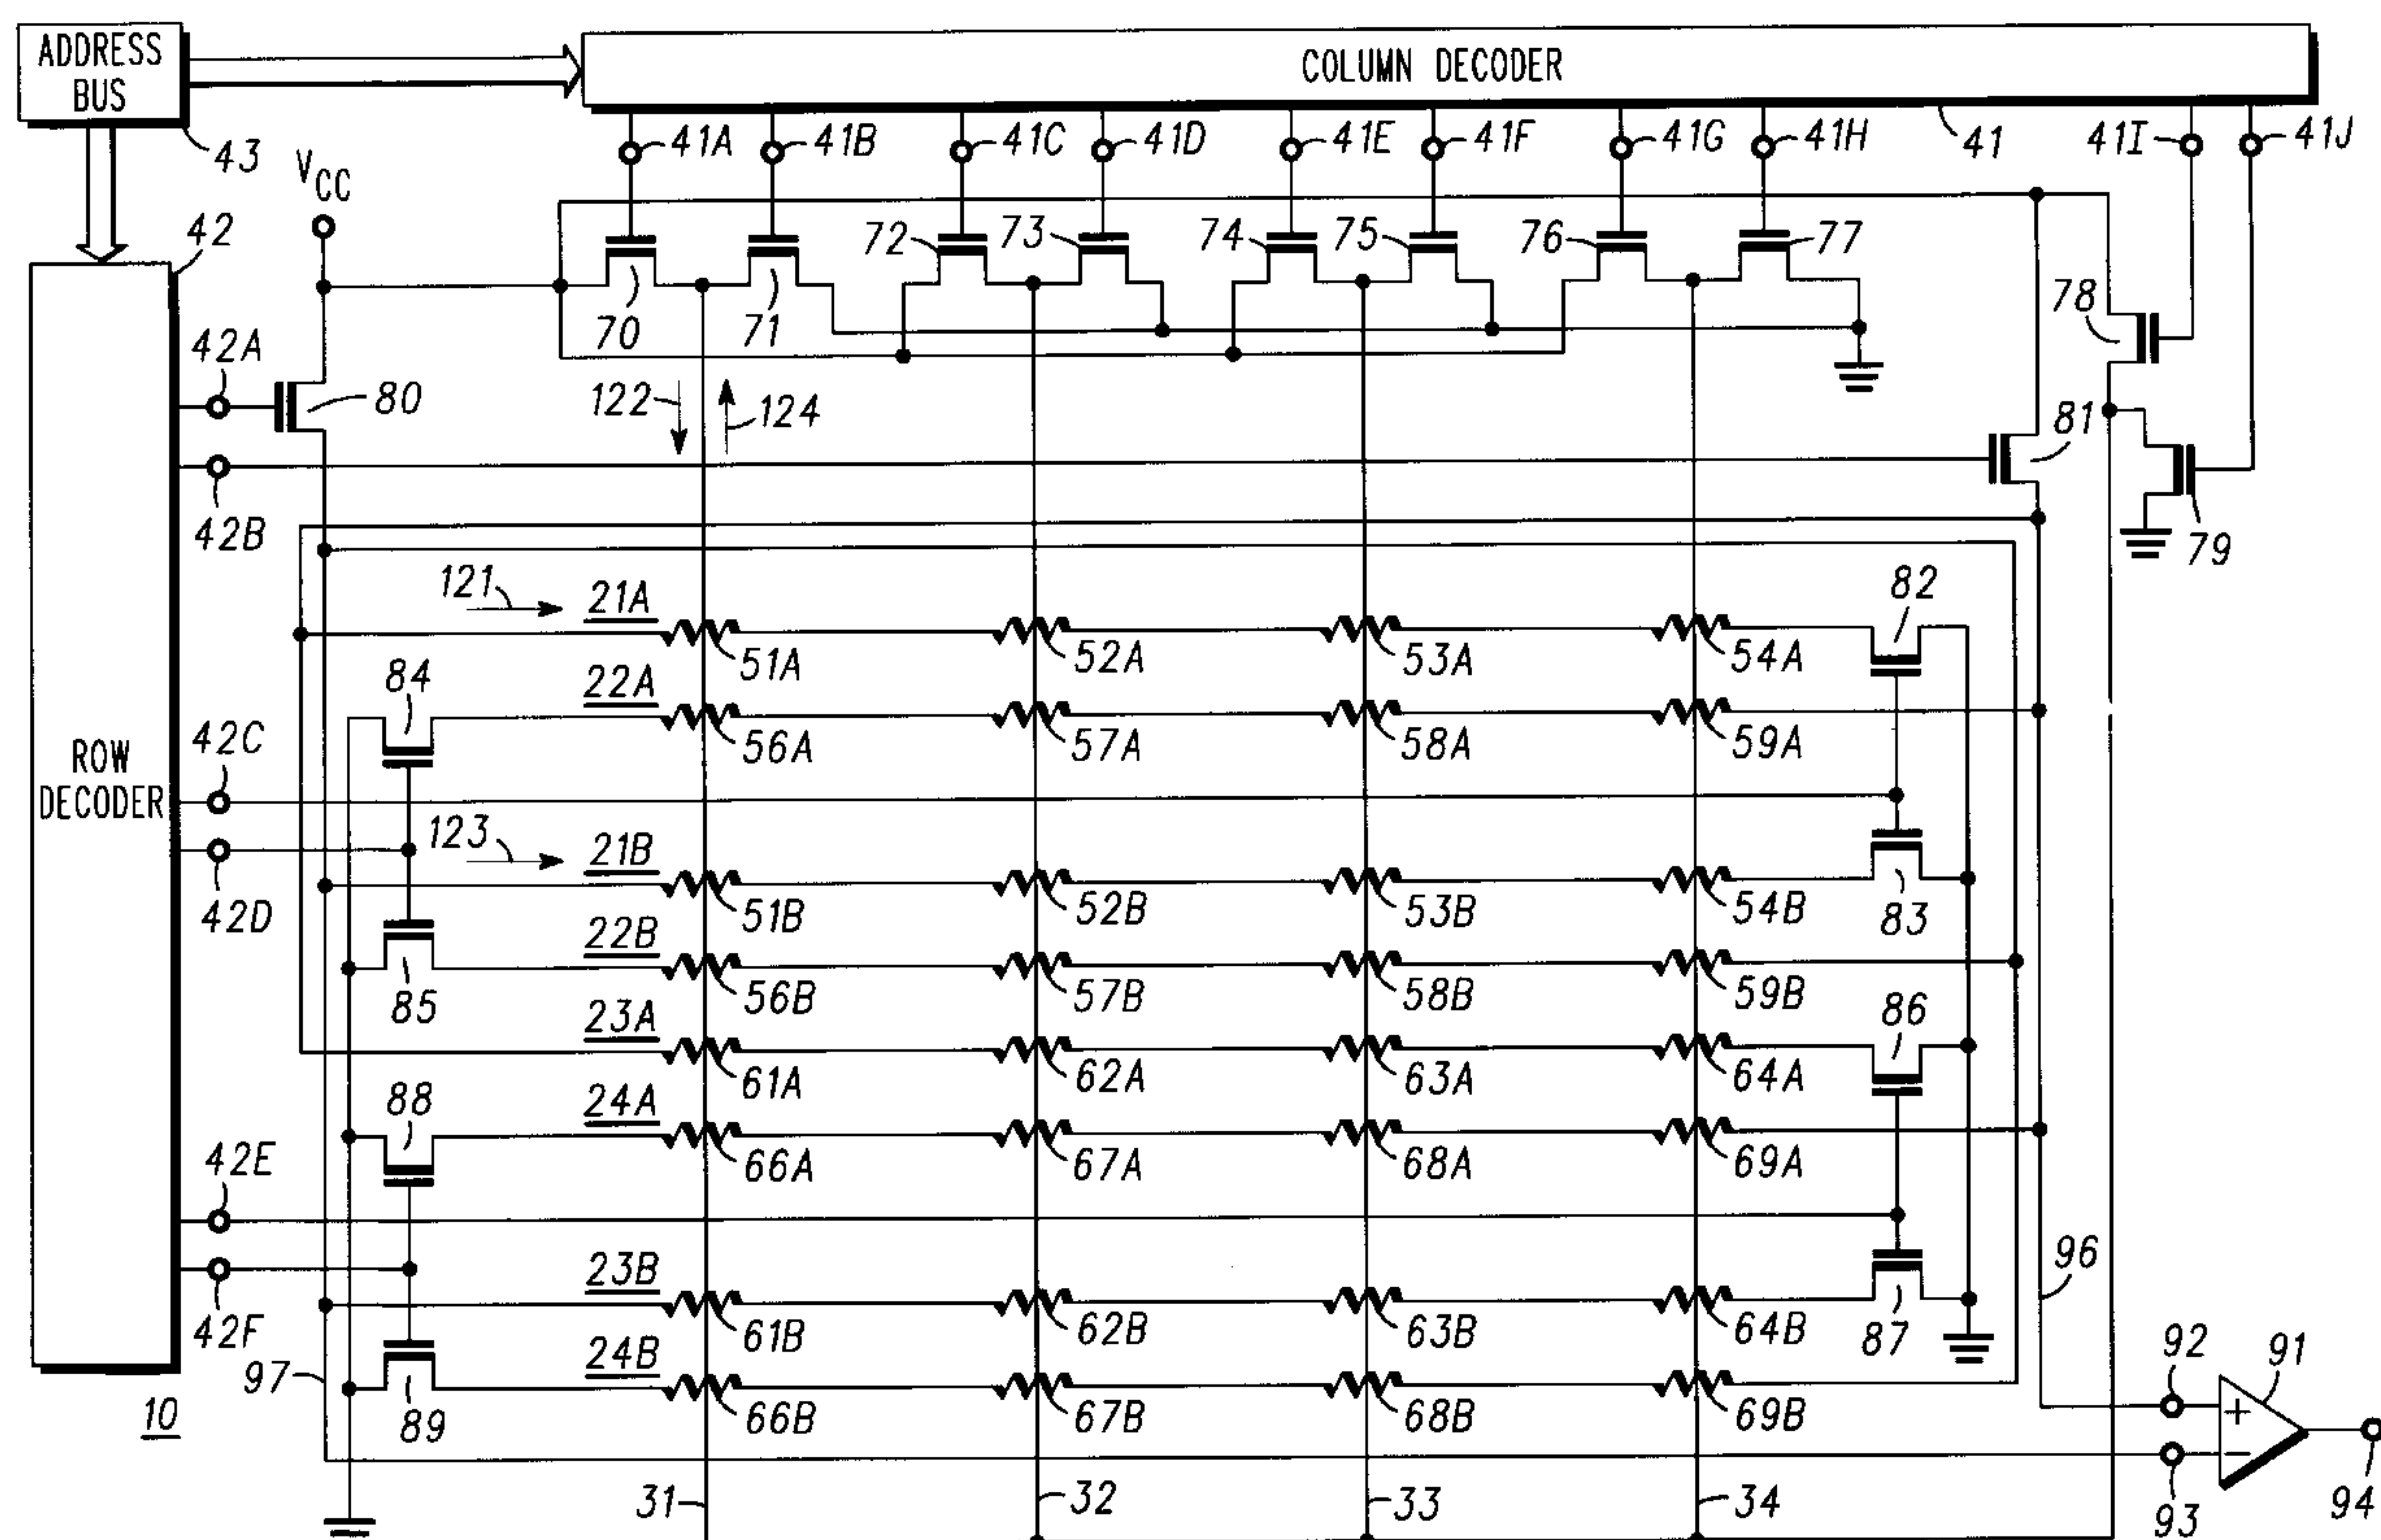 ADDRESS
BUS
COLUMN DECODER
43
VCC
41A
41B
41C
41D
41E
41F
41G
41H
41
41I
41J
42
72
73
74
75
76
77
70
71
78
42A
80
122
124
81
42B
79
121
21A
82
51A
52A
53A
54A
84
22A
42C
56A
57A
58A
59A
ROW
DECODER
123
21B
42D
51B
52B
53B
54B
83
22B
85
56B
57B
58B
59B
23A
86
61A
62A
63A
64A
88
24A
42E
66A
67A
68A
69A
23B
96
42F
61B
62B
63B
64B
87
97
24B
92
91
10
89
66B
67B
68B
69B
+
−
31
32
33
34
93
94